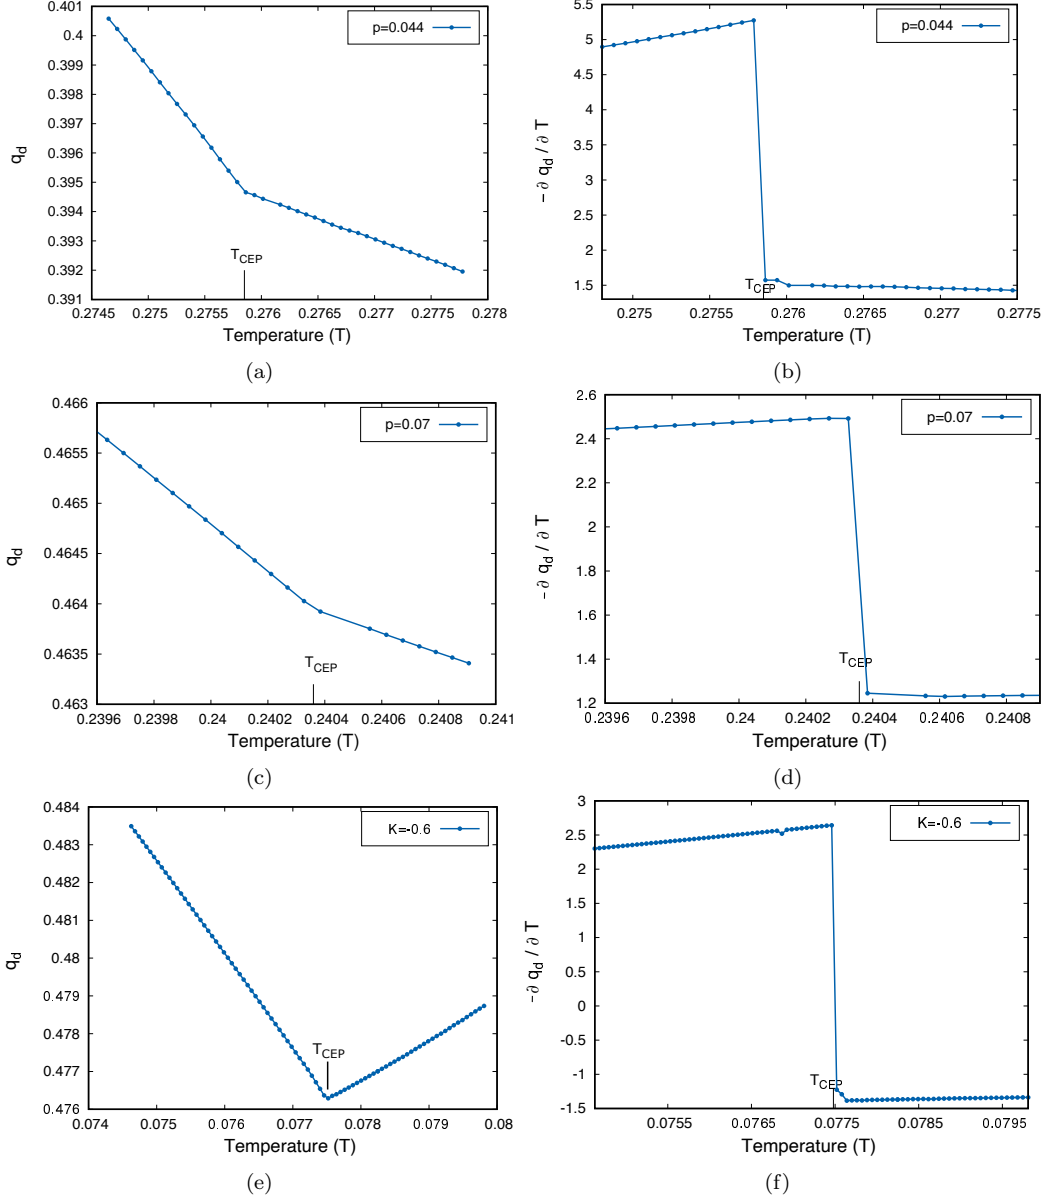 0.401
0.4
0.399
0.398
0.397
0.396
0.395
0.394
0.393
0.392
0.391
q_d
p=0.044
T_CEP
0.2745 0.275 0.2755 0.276 0.2765 0.277 0.2775 0.278
Temperature (T)
(a)
5.5
5
4.5
4
3.5
3
2.5
2
1.5
- ∂ q_d / ∂ T
p=0.044
T_CEP
0.275 0.2755 0.276 0.2765 0.277 0.2775
Temperature (T)
(b)
0.466
0.4655
0.465
0.4645
0.464
0.4635
0.463
q_d
p=0.07
T_CEP
0.2396 0.2398 0.24 0.2402 0.2404 0.2406 0.2408 0.241
Temperature (T)
(c)
2.6
2.4
2.2
2
1.8
1.6
1.4
1.2
- ∂ q_d / ∂ T
p=0.07
T_CEP
0.2396 0.2398 0.24 0.2402 0.2404 0.2406 0.2408
Temperature (T)
(d)
0.484
0.483
0.482
0.481
0.48
0.479
0.478
0.477
0.476
q_d
K=-0.6
T_CEP
0.074 0.075 0.076 0.077 0.078 0.079 0.08
Temperature (T)
(e)
3
2.5
2
1.5
1
0.5
0
-0.5
-1
-1.5
- ∂ q_d / ∂ T
K=-0.6
T_CEP
0.0755 0.0765 0.0775 0.0785 0.0795
Temperature (T)
(f)